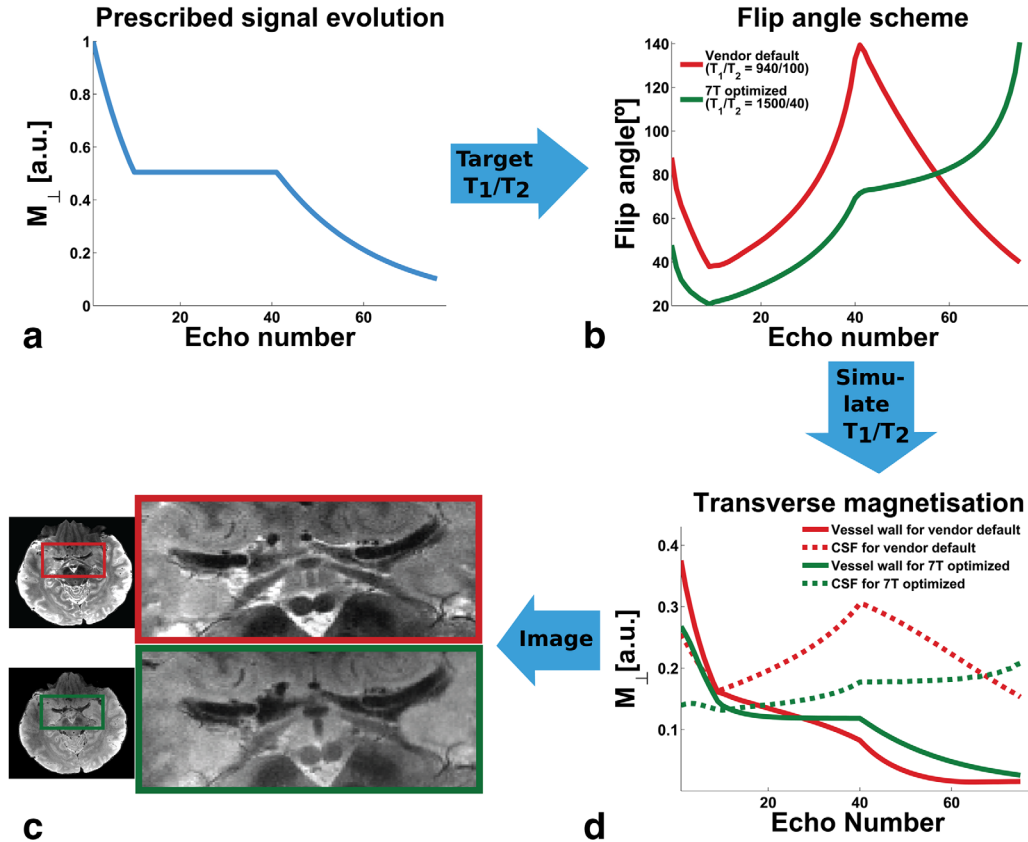 Prescribed signal evolution
M⊥ [a.u.]
1
0.8
0.6
0.4
0.2
0
20
40
60
Echo number
a
Target
T1/T2
Flip angle scheme
Flip angle[º]
140
120
100
80
60
40
20
Vendor default
(T1/T2 = 940/100)
7T optimized
(T1/T2 = 1500/40)
20
40
60
Echo number
b
Simu-
late
T1/T2
c
Image
Transverse magnetisation
M⊥[a.u.]
0.4
0.3
0.2
0.1
Vessel wall for vendor default
CSF for vendor default
Vessel wall for 7T optimized
CSF for 7T optimized
20
40
60
Echo Number
d